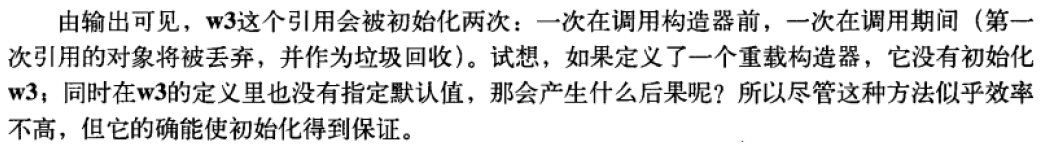 由输出可见，w3这个引用会被初始化两次：一次在调用构造器前，一次在调用期间（第一
次引用的对象将被丢弃，并作为垃圾回收）。试想，如果定义了一个重载构造器，它没有初始化
w3；同时在w3的定义里也没有指定默认值，那会产生什么后果呢？所以尽管这种方法似乎效率
不高，但它的确能使初始化得到保证。